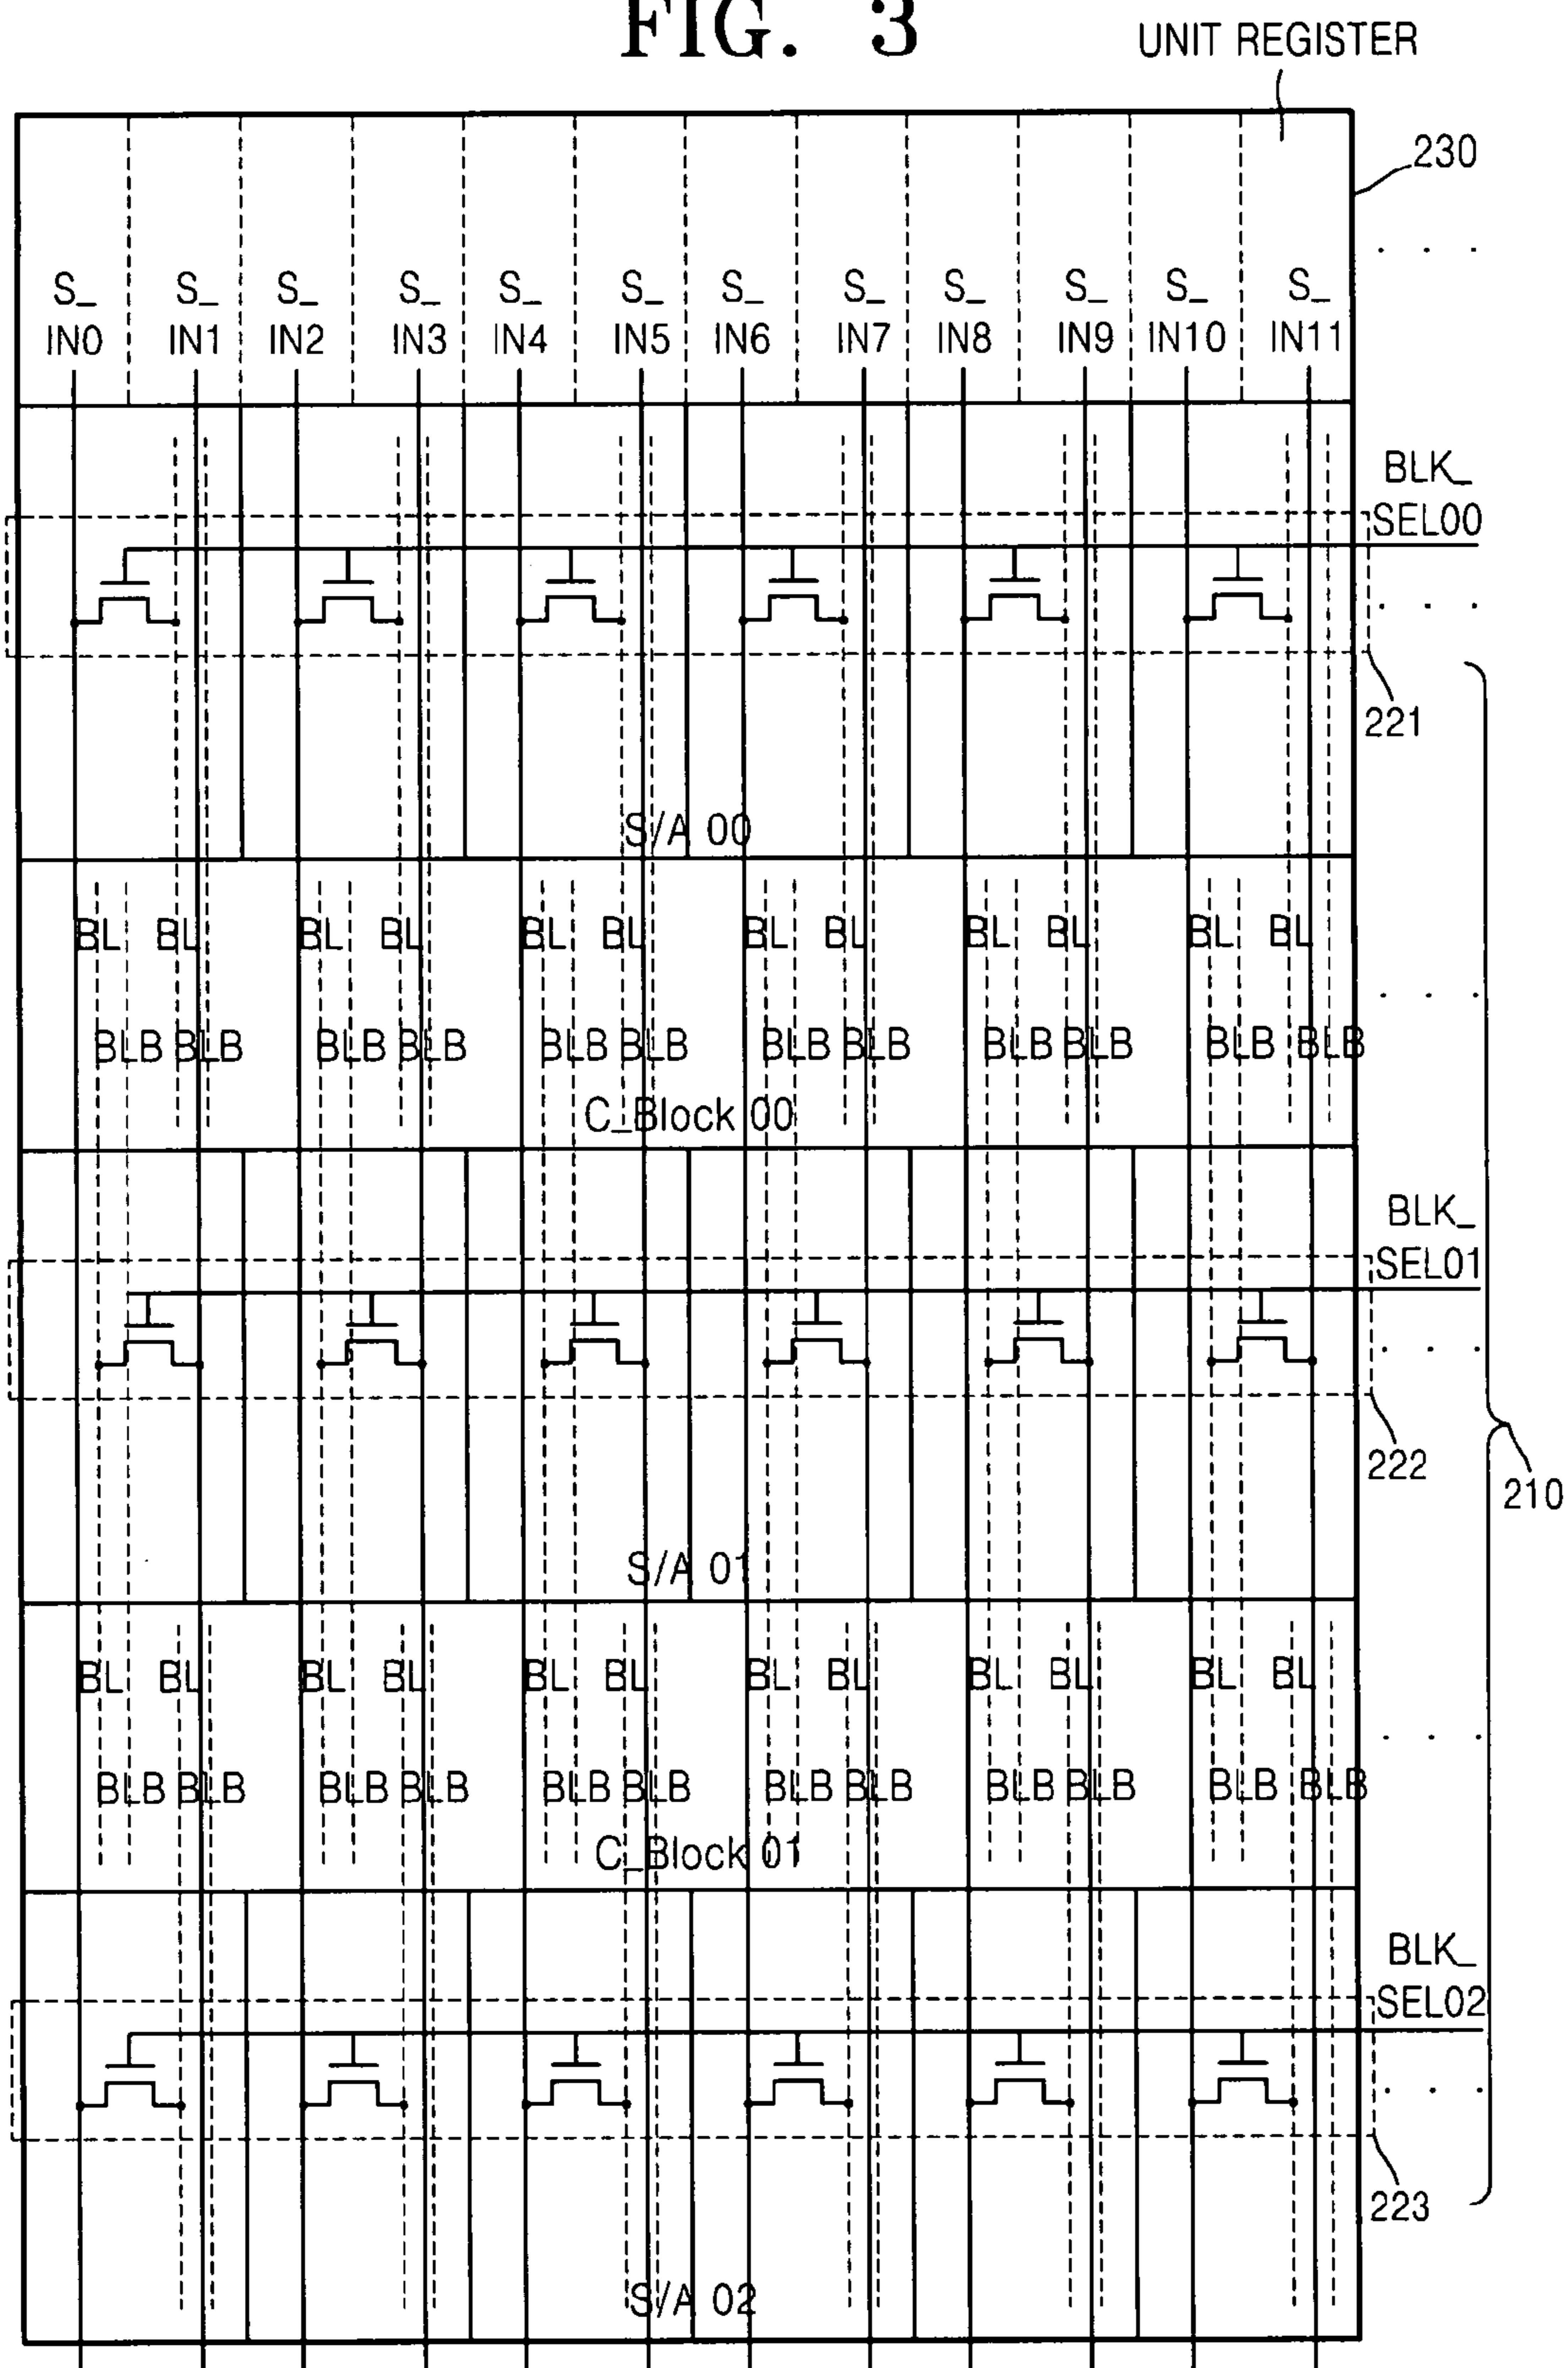 FIG. 3
UNIT REGISTER
230
S_ S_ S_ S_ S_ S_ S_ S_ S_ S_ S_ S_
IN0 IN1 IN2 IN3 IN4 IN5 IN6 IN7 IN8 IN9 IN10 IN11
BLK_
SEL00
221
S/A 00
BL BL BL BL BL BL BL BL BL BL BL BL
BLB BLB BLB BLB BLB BLB BLB BLB BLB BLB BLB BLB
C_Block 00
BLK_
SEL01
222
210
S/A 01
BL BL BL BL BL BL BL BL BL BL BL BL
BLB BLB BLB BLB BLB BLB BLB BLB BLB BLB BLB BLB
C_Block 01
BLK_
SEL02
223
S/A 02